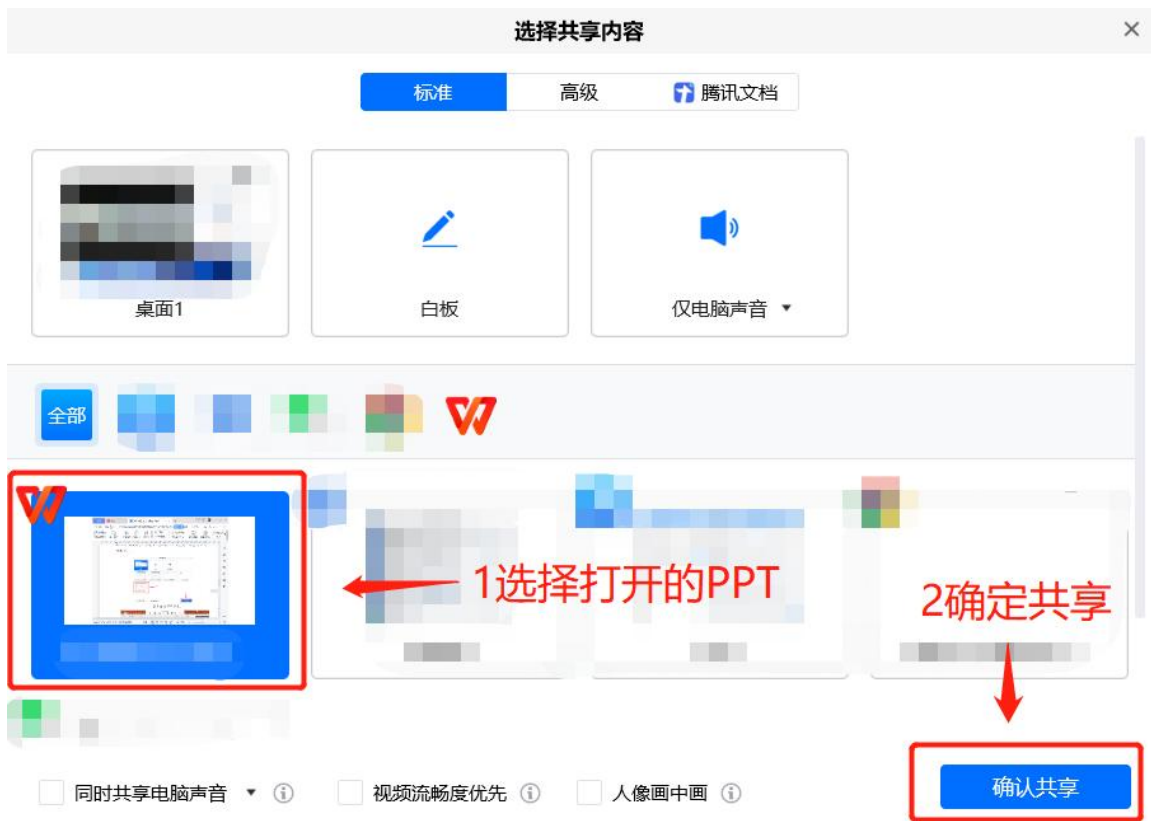 选择共享内容
标准 高级 腾讯文档
桌面1 白板 仅电脑声音
全部
1选择打开的PPT
2确定共享
同时共享电脑声音 视频流畅度优先 人像画中画 确认共享